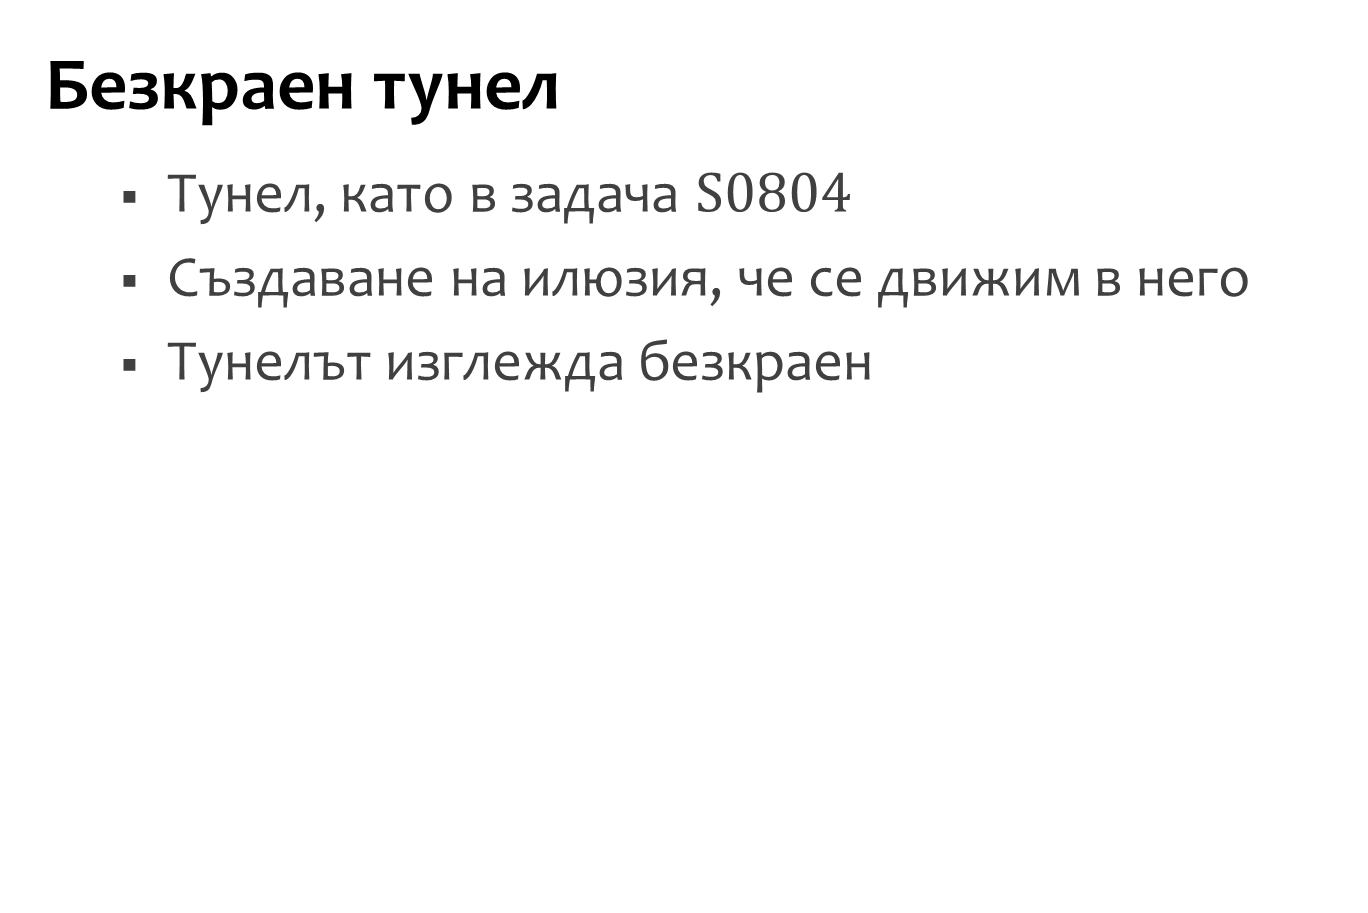 Безкраен тунел
▪ Тунел, като в задача S0804
▪ Създаване на илюзия, че се движим в него
▪ Тунелът изглежда безкраен